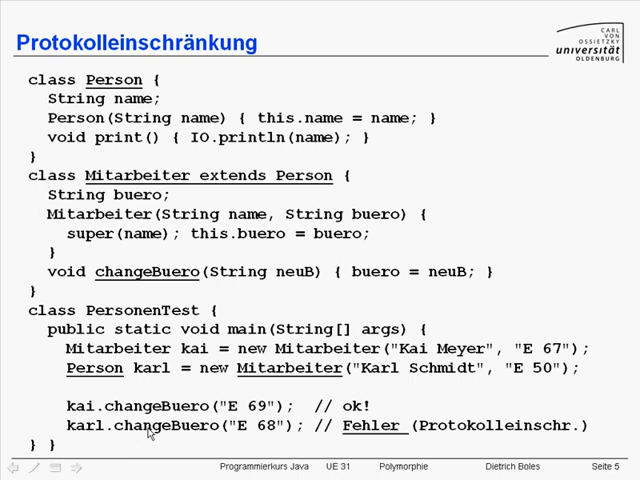 Protokolleinschränkung
CARL
VON
OSSIETZKY
universität
OLDENBURG
class Person {
String name;
Person(String name) { this.name = name; }
void print() { IO.println(name); }
}
class Mitarbeiter extends Person {
String buero;
Mitarbeiter(String name, String buero) {
super(name); this.buero = buero;
}
void changeBuero(String neuB) { buero = neuB; }
}
class PersonenTest {
public static void main(String[] args) {
Mitarbeiter kai = new Mitarbeiter("Kai Meyer", "E 67");
Person karl = new Mitarbeiter("Karl Schmidt", "E 50");
kai.changeBuero("E 69"); // ok!
karl.changeBuero("E 68"); // Fehler (Protokolleinschr.)
} }
Programmierkurs Java UE 31 Polymorphie Dietrich Boles Seite 5